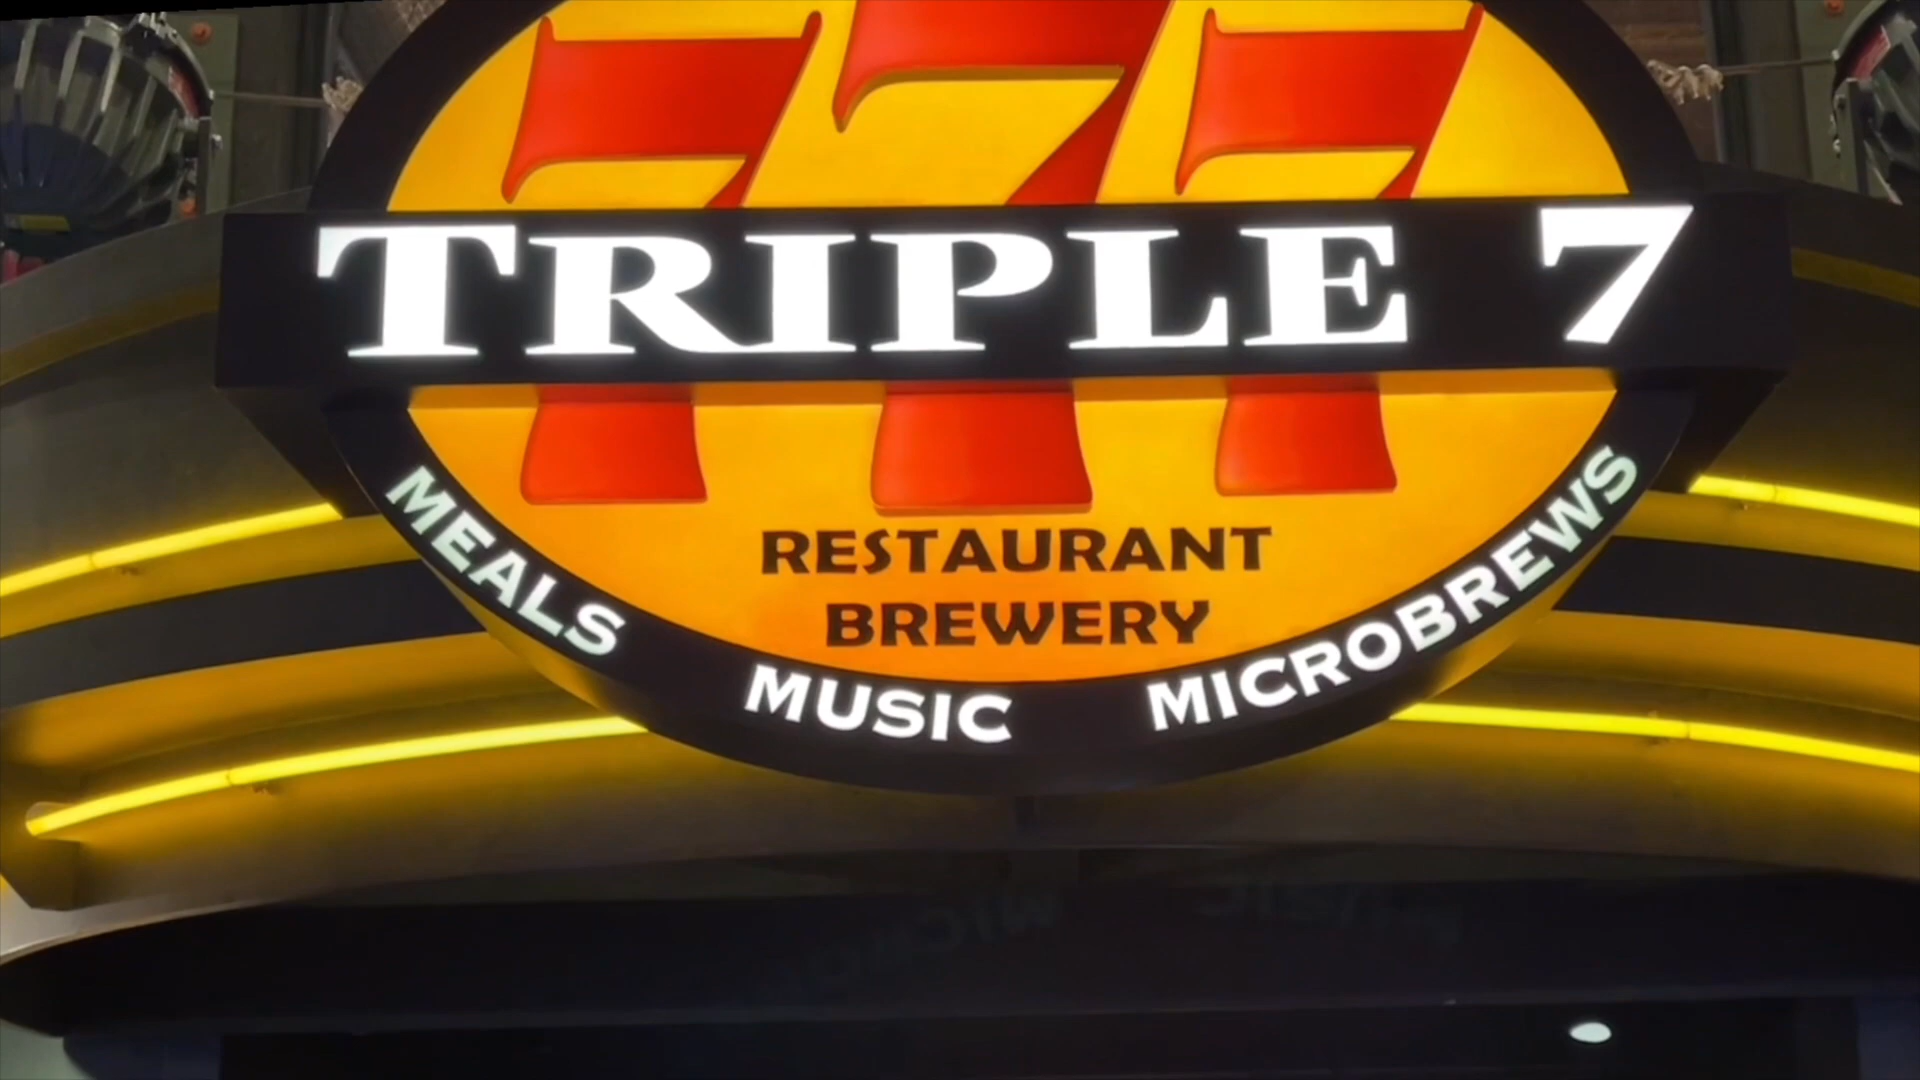 777
TRIPLE 7
RESTAURANT
BREWERY
MEALS MUSIC MICROBREWS